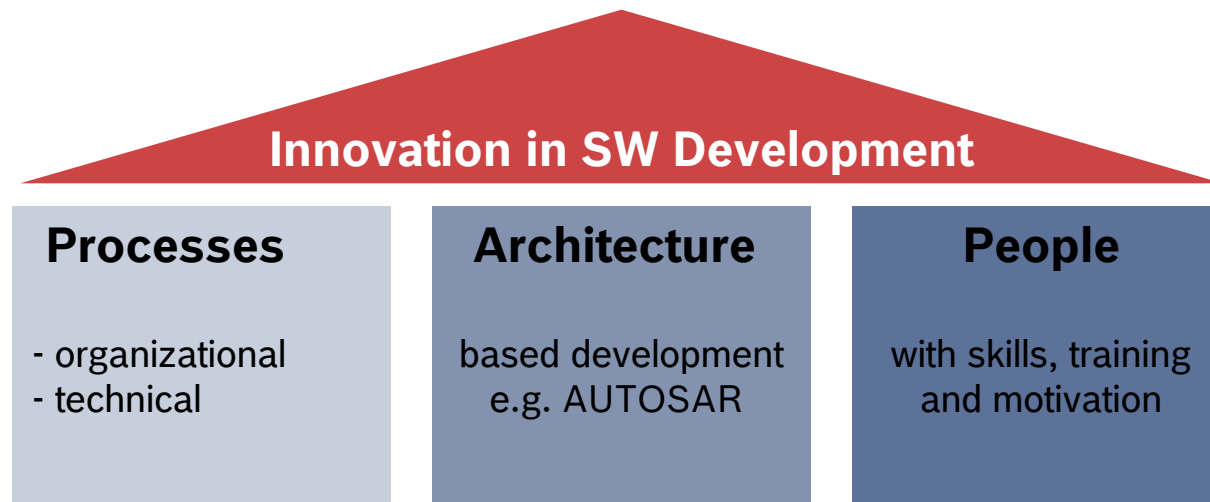 Innovation in SW Development
Processes
- organizational
- technical
Architecture
based development
e.g. AUTOSAR
People
with skills, training
and motivation